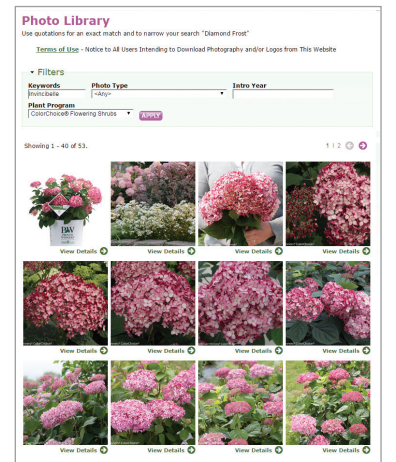 Photo Library
Use quotations for an exact match and to narrow your search "Diamond Frost"
Terms of Use - Notice to All Users Intending to Download Photography and/or Logos from This Website
Filters
Keywords Photo Type Intro Year
Invincibelle <Any>
Plant Program
ColorChoice® Flowering Shrubs APPLY
Showing 1 - 40 of 53. 1 | 2
PW
View Details View Details View Details View Details
View Details View Details View Details View Details
View Details View Details View Details View Details